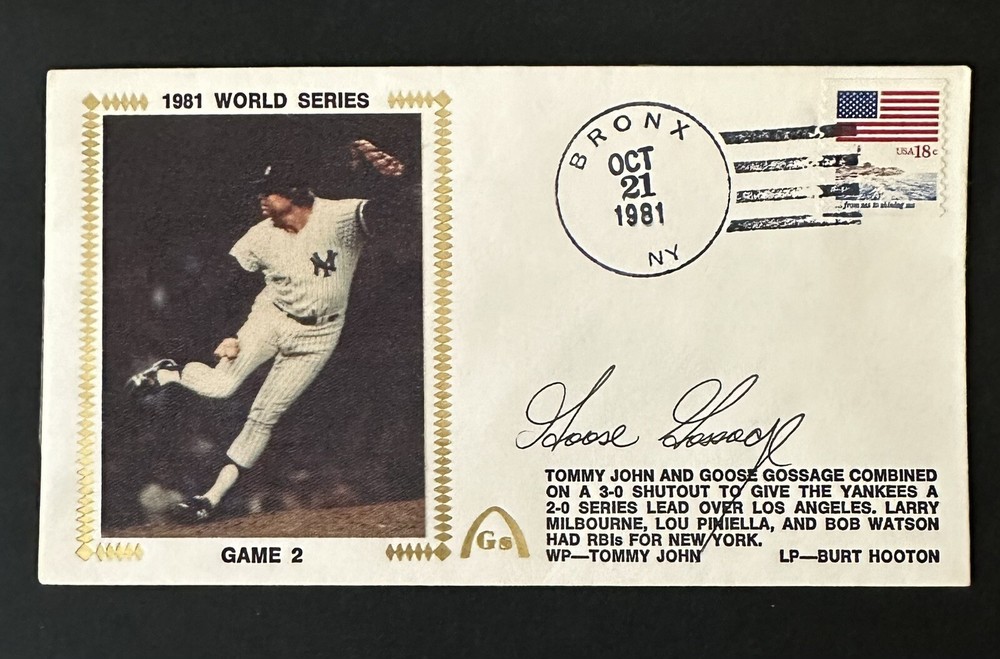 1981 WORLD SERIES
NY
GAME 2
BRONX
OCT
21
1981
NY
USA 18c
...from sea to shining sea
Goose Gossage
TOMMY JOHN AND GOOSE GOSSAGE COMBINED
ON A 3-0 SHUTOUT TO GIVE THE YANKEES A
2-0 SERIES LEAD OVER LOS ANGELES. LARRY
MILBOURNE, LOU PINIELLA, AND BOB WATSON
HAD RBIs FOR NEW YORK.
WP—TOMMY JOHN LP—BURT HOOTON
Gs